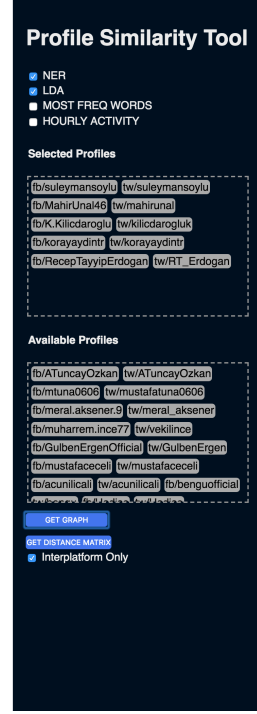 Profile Similarity Tool
NER
LDA
MOST FREQ WORDS
HOURLY ACTIVITY
Selected Profiles
fb/suleymansoylu tw/suleymansoylu
fb/MahirUnal46 tw/mahirunal
fb/K.Kilicdaroglu tw/kilicdarogluk
fb/korayaydintr tw/korayaydintr
fb/RecepTayyipErdogan tw/RT_Erdogan
Available Profiles
fb/ATuncayOzkan tw/ATuncayOzkan
fb/mtuna0606 tw/mustafatuna0606
fb/meral.aksener.9 tw/meral_aksener
fb/muharrem.ince77 tw/vekilince
fb/GulbenErgenOfficial tw/GulbenErgen
fb/mustafaceceli tw/mustafaceceli
fb/acunilicali tw/acunilicali fb/benguofficial
GET GRAPH
GET DISTANCE MATRIX
Interplatform Only